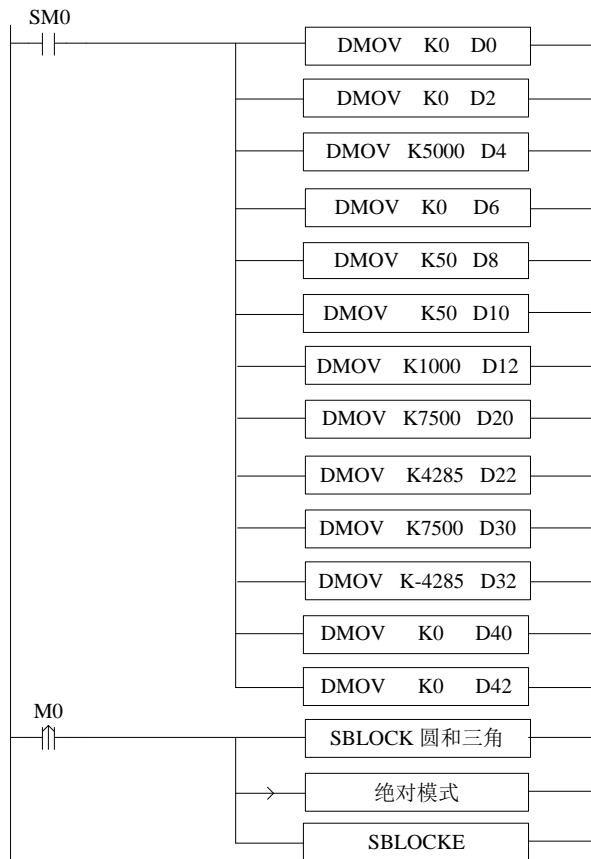 SM0
DMOV K0 D0
DMOV K0 D2
DMOV K5000 D4
DMOV K0 D6
DMOV K50 D8
DMOV K50 D10
DMOV K1000 D12
DMOV K7500 D20
DMOV K4285 D22
DMOV K7500 D30
DMOV K-4285 D32
DMOV K0 D40
DMOV K0 D42
M0
SBLOCK 圆和三角
绝对模式
SBLOCKE